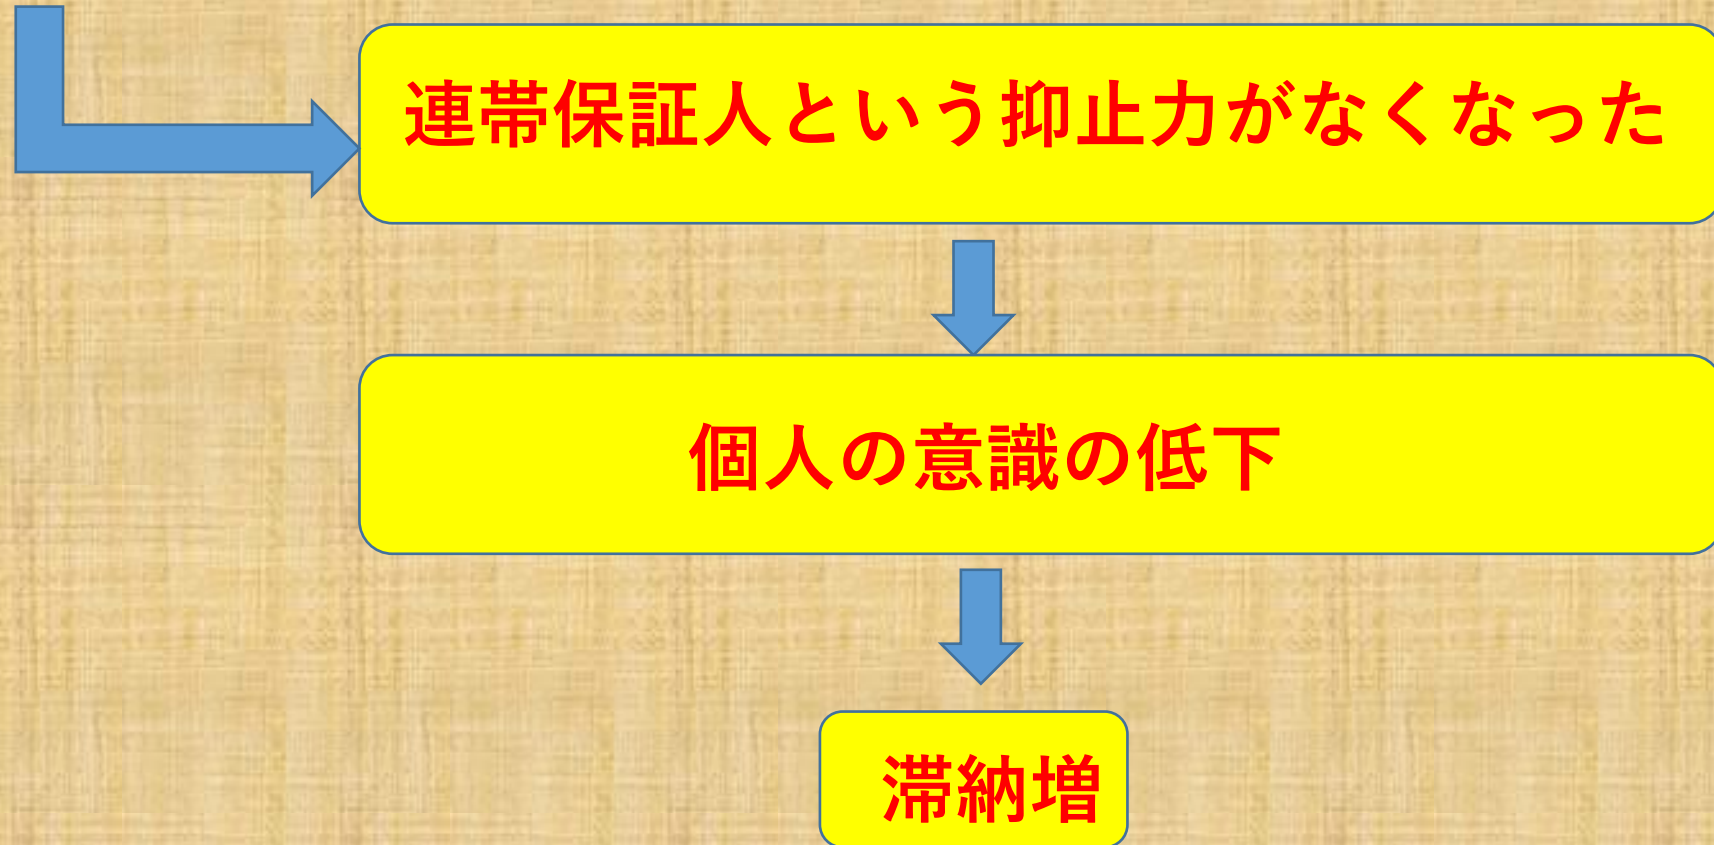 連帯保証人という抑止力がなくなった
個人の意識の低下
滞納増